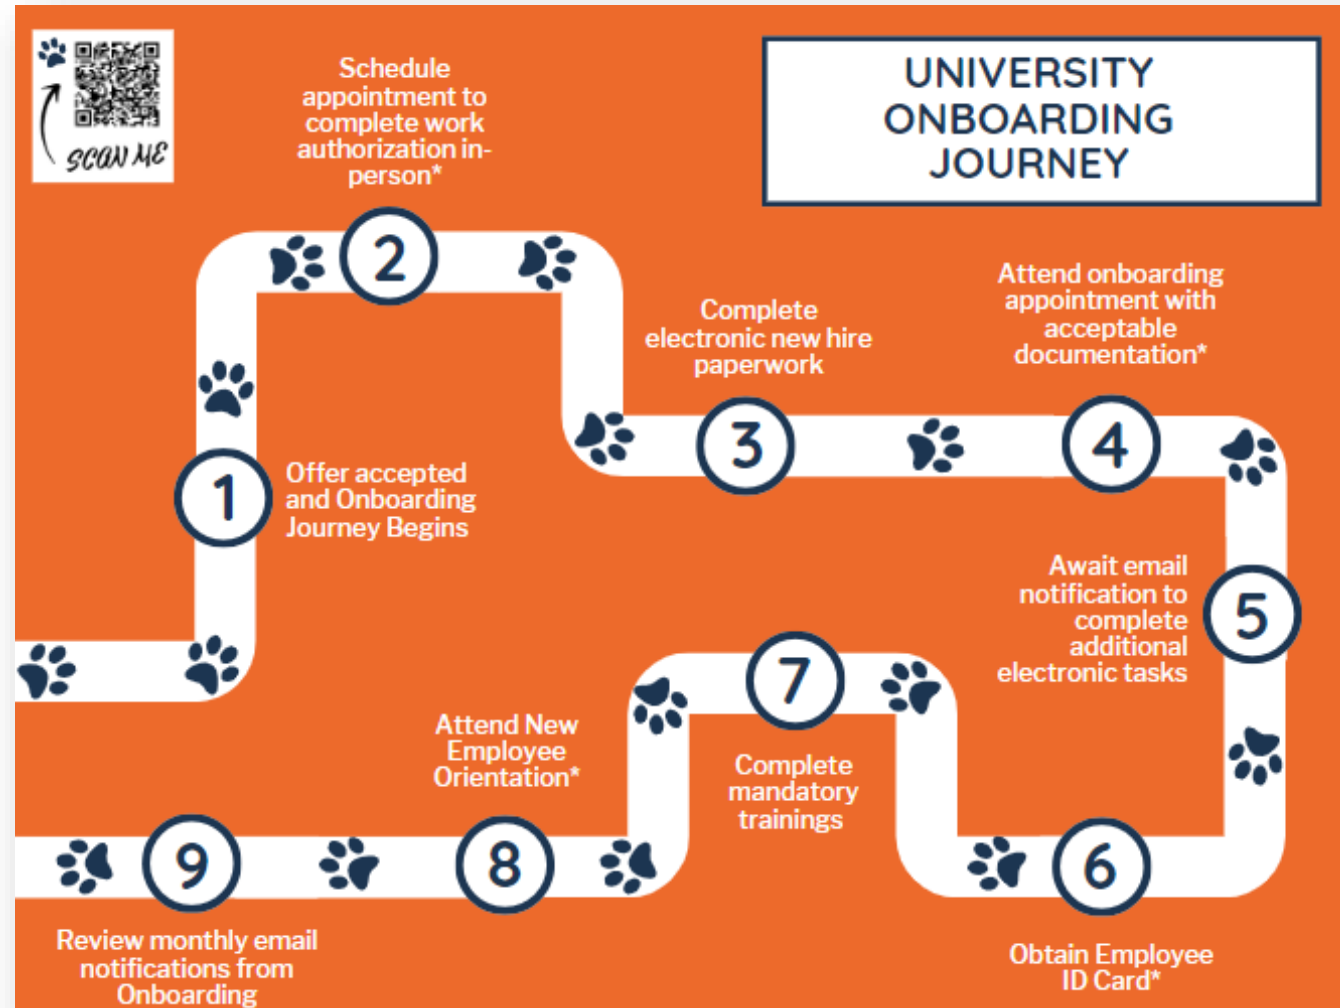 SCAN ME
UNIVERSITY
ONBOARDING
JOURNEY
1
Offer accepted
and Onboarding
Journey Begins
Schedule
appointment to
complete work
authorization in-
person*
2
Complete
electronic new hire
paperwork
3
Attend onboarding
appointment with
acceptable
documentation*
4
Await email
notification to
complete
additional
electronic tasks
5
6
Obtain Employee
ID Card*
7
Complete
mandatory
trainings
Attend New
Employee
Orientation*
8
9
Review monthly email
notifications from
Onboarding